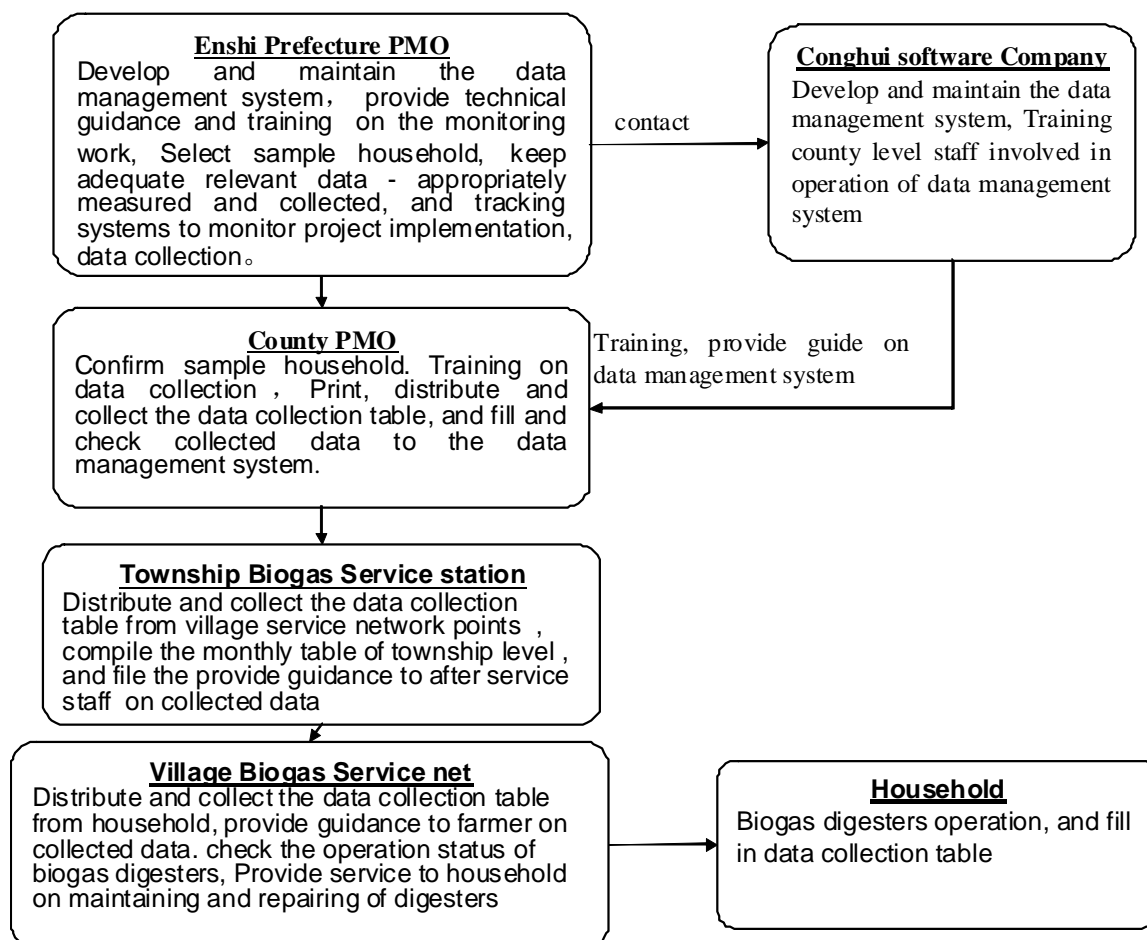 Enshi Prefecture PMO
Develop and maintain the data
management system， provide technical
guidance and training on the monitoring
work, Select sample household, keep
adequate relevant data - appropriately
measured and collected, and tracking
systems to monitor project implementation,
data collection。
contact
Conghui software Company
Develop and maintain the data
management system, Training
county level staff involved in
operation of data management
system
County PMO
Confirm sample household. Training on
data collection ， Print, distribute and
collect the data collection table, and fill and
check collected data to the data
management system.
Training, provide guide on
data management system
Township Biogas Service station
Distribute and collect the data collection
table from village service network points ,
compile the monthly table of township level ,
and file the provide guidance to after service
staff on collected data
Village Biogas Service net
Distribute and collect the data collection table
from household, provide guidance to farmer on
collected data. check the operation status of
biogas digesters, Provide service to household
on maintaining and repairing of digesters
Household
Biogas digesters operation, and fill
in data collection table